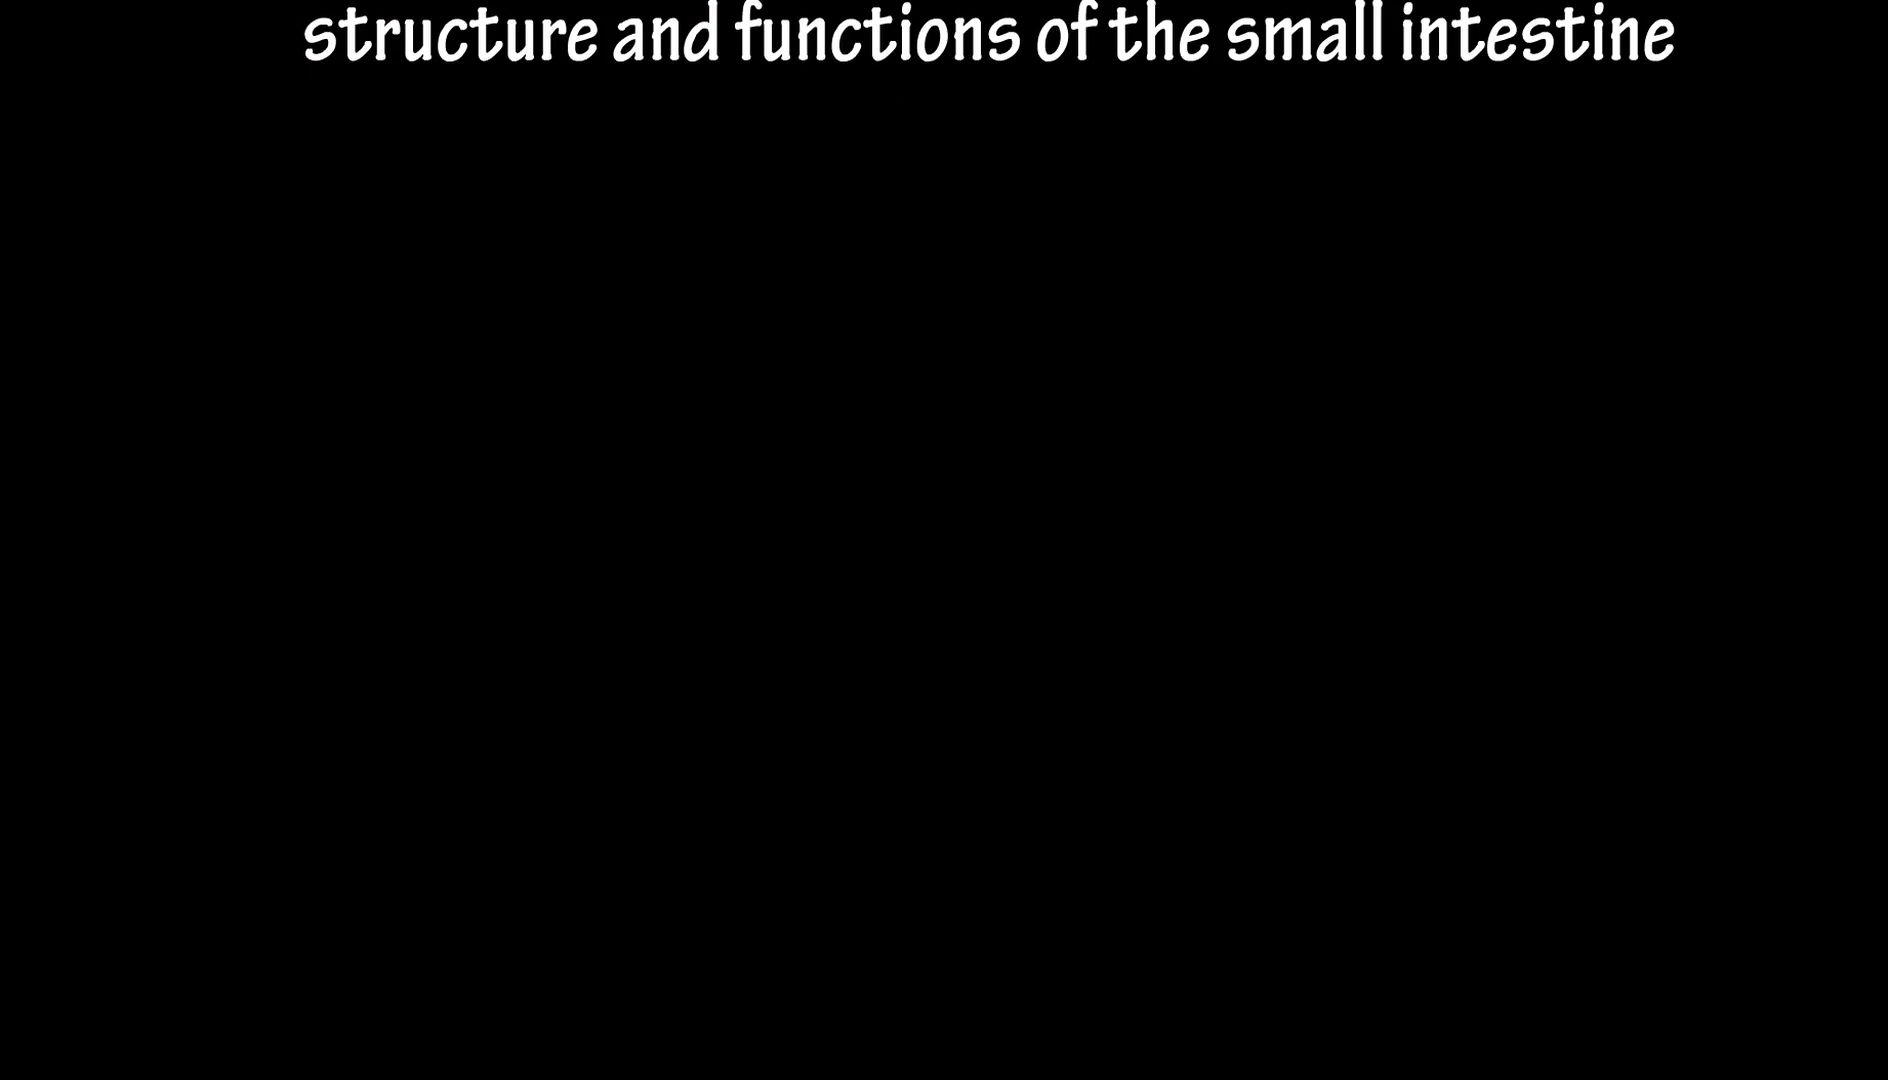 structure and functions of the small intestine